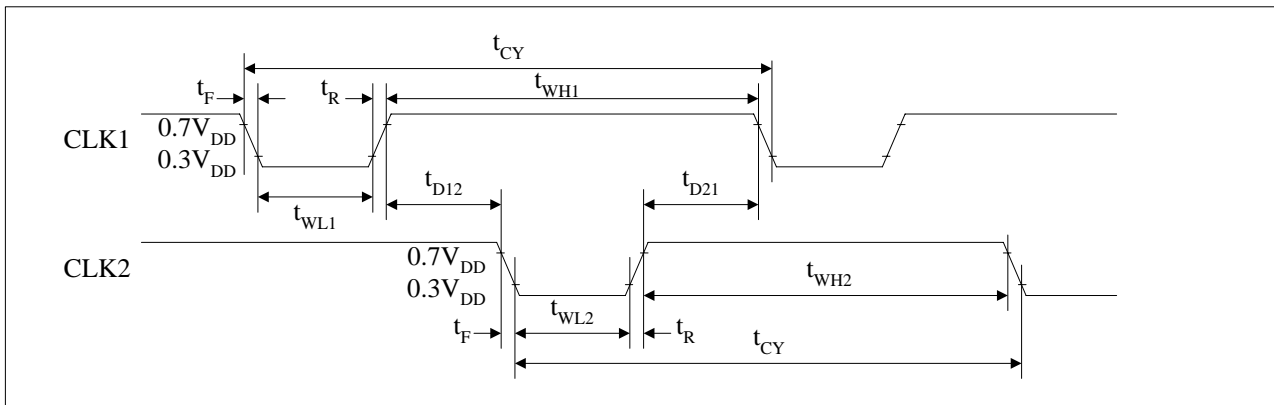 tCY
tF tR tWH1
CLK1 0.7VDD
0.3VDD
tD12 tD21
tWL1
CLK2 0.7VDD
0.3VDD
tWH2
tF tWL2 tR
tCY